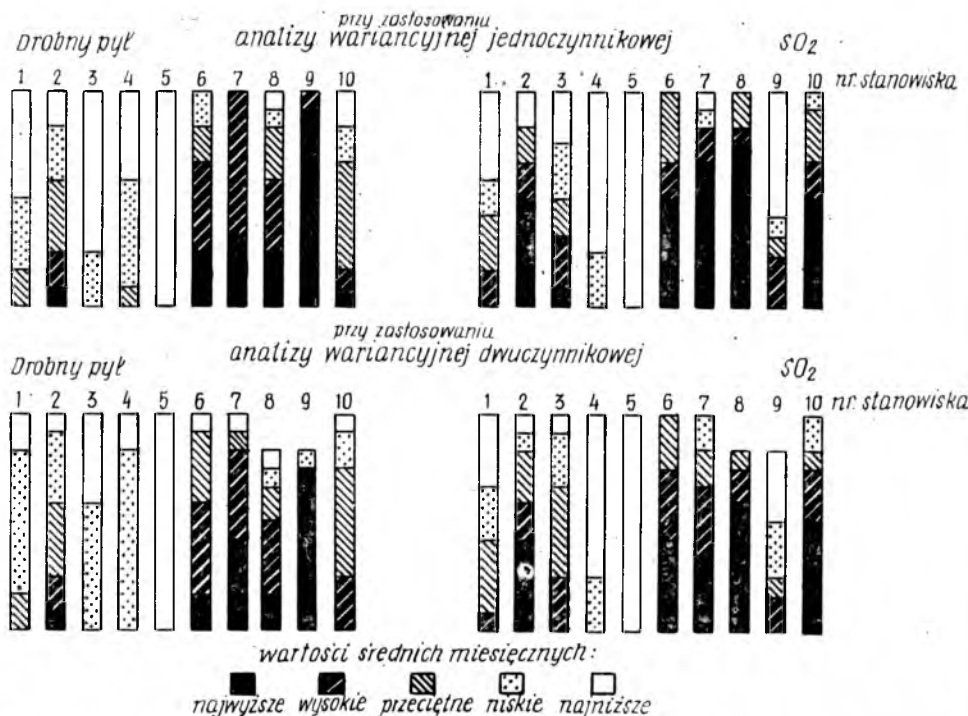 przy zastosowaniu
Drobny pył analizy wariancyjnej jednoczynnikowej SO2
1 2 3 4 5 6 7 8 9 10 1 2 3 4 5 6 7 8 9 10 nr. stanowiska
przy zastosowaniu
analizy wariancyjnej dwuczynnikowej
Drobny pył SO2
1 2 3 4 5 6 7 8 9 10 1 2 3 4 5 6 7 8 9 10 nr. stanowiska
wartości średnich miesięcznych:
najwyższe wysokie przeciętne niskie najniższe